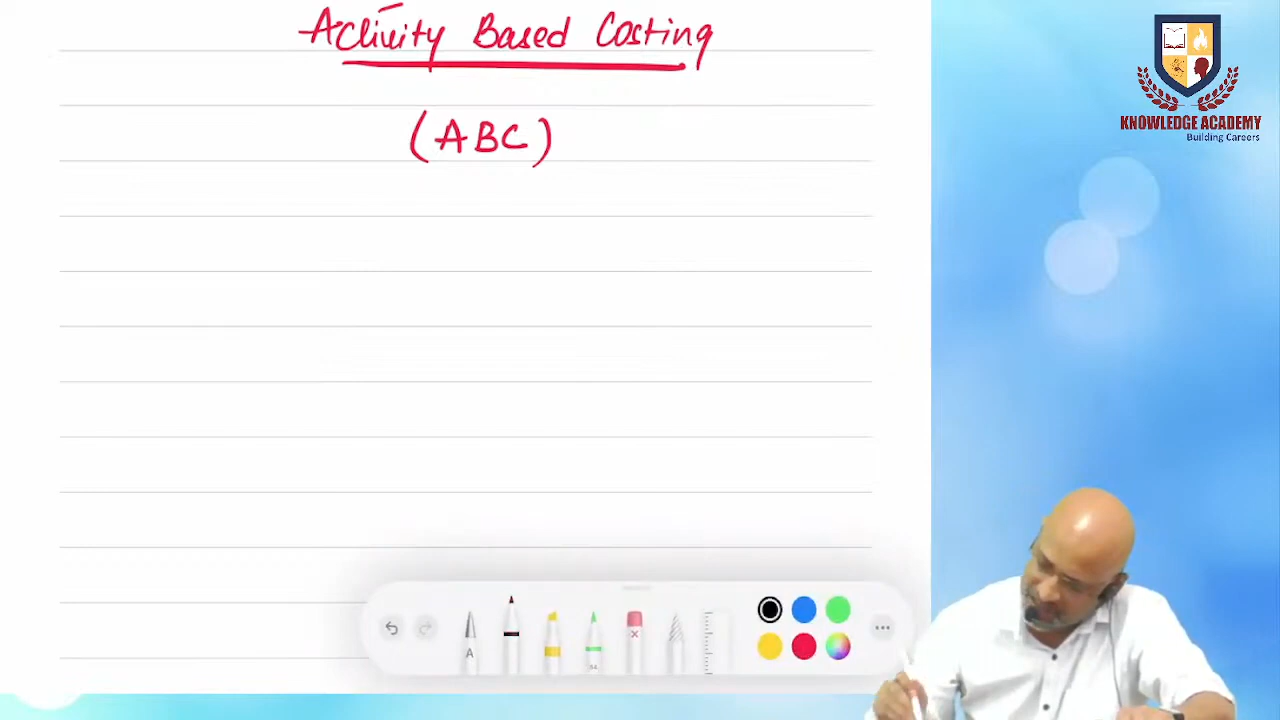 Activity Based Costing
(ABC)
KNOWLEDGE ACADEMY
Building Careers
A